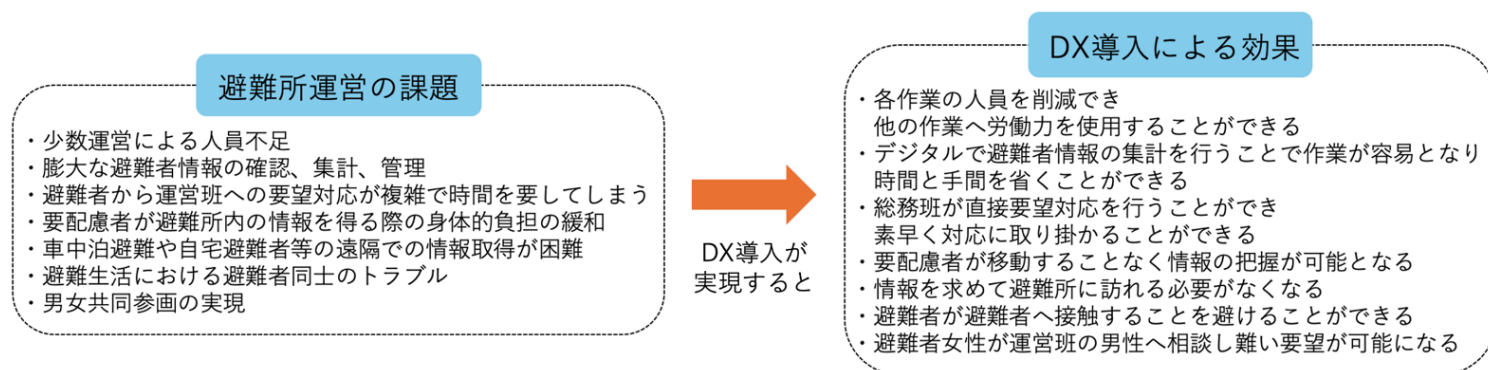 避難所運営の課題
・少数運営による人員不足
・膨大な避難者情報の確認、集計、管理
・避難者から運営班への要望対応が複雑で時間を要してしまう
・要配慮者が避難所内の情報を得る際の身体的負担の緩和
・車中泊避難や自宅避難者等の遠隔での情報取得が困難
・避難生活における避難者同士のトラブル
・男女共同参画の実現
DX導入が
実現すると
DX導入による効果
・各作業の人員を削減でき
他の作業へ労働力を使用することができる
・デジタルで避難者情報の集計を行うことで作業が容易となり
時間と手間を省くことができる
・総務班が直接要望対応を行うことができ
素早く対応に取り掛かることができる
・要配慮者が移動することなく情報の把握が可能となる
・情報を求めて避難所に訪れる必要がなくなる
・避難者が避難者へ接触することを避けることができる
・避難者女性が運営班の男性へ相談し難い要望が可能になる